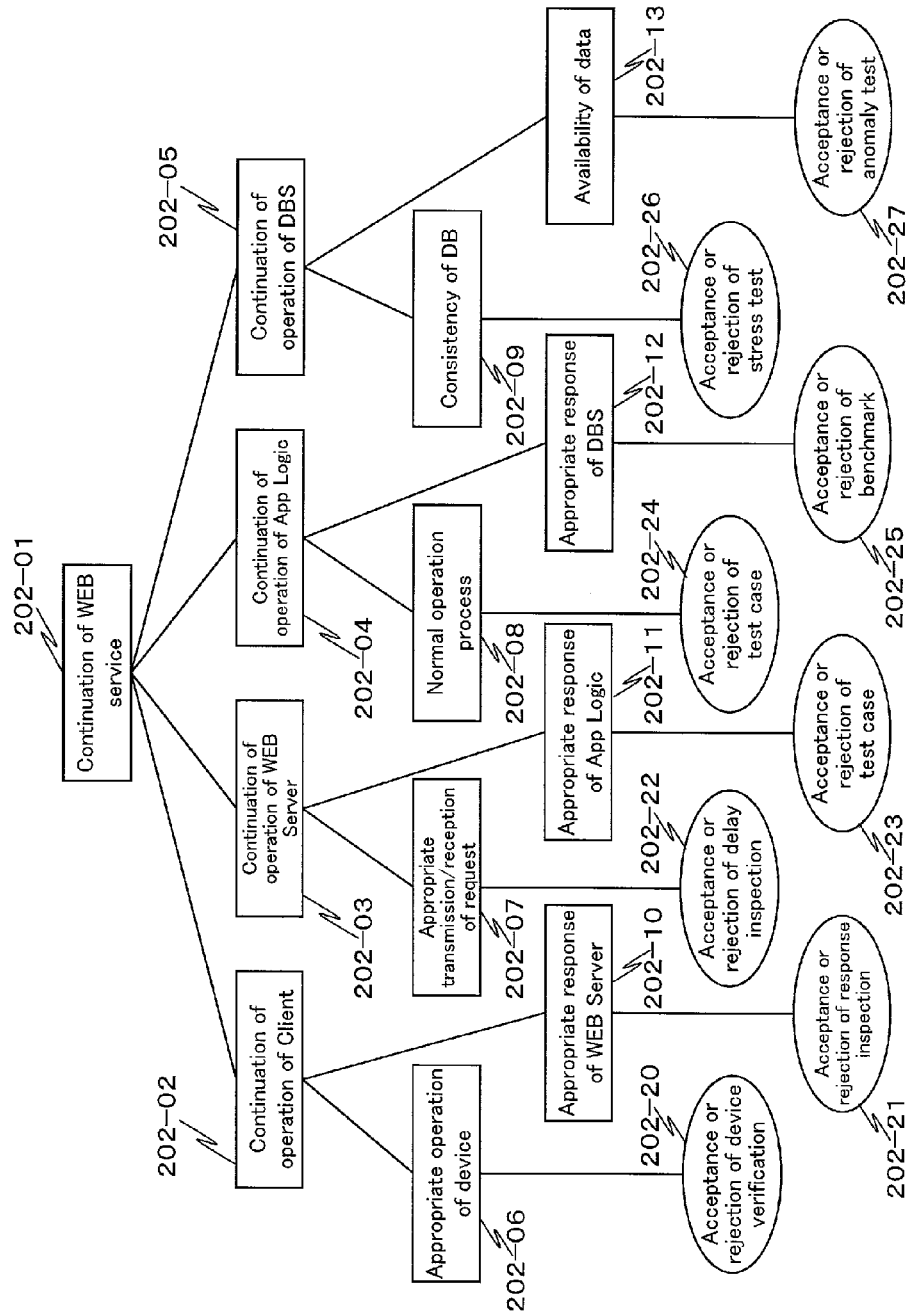 202-01
Continuation of WEB
service
202-02
Continuation of
operation of Client
Continuation of
operation of WEB
Server
202-03
Continuation of
operation of App Logic
202-04
202-05
Continuation of
operation of DBS
Appropriate operation
of device
202-06
Appropriate
transmission/reception
of request
202-07
Normal operation
process
202-08
Consistency of DB
202-09
Appropriate response
of WEB Server
202-10
Appropriate response
of App Logic
202-11
Appropriate response
of DBS
202-12
Availability of data
202-13
202-20
Acceptance or
rejection of device
verification
202-22
Acceptance or
rejection of delay
inspection
202-24
Acceptance or
rejection of
test case
202-26
Acceptance or
rejection of
stress test
Acceptance or
rejection of response
inspection
202-21
Acceptance or
rejection of
test case
202-23
Acceptance or
rejection of
benchmark
202-25
Acceptance or
rejection of
anomaly test
202-27